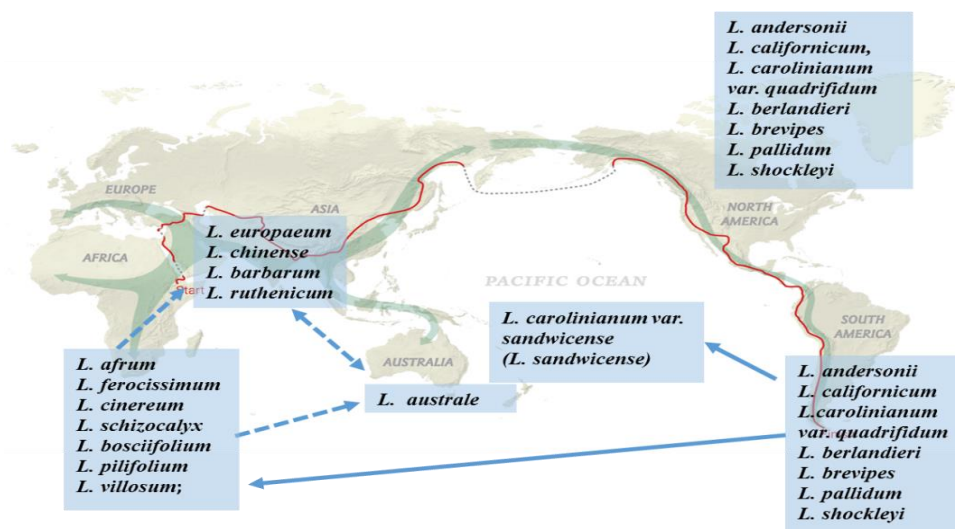 L. andersonii
L. californicum,
L. carolinianum
var. quadrifidum
L. berlandieri
L. brevipes
L. pallidum
L. shockleyi
EUROPE
ASIA
NORTH
AMERICA
AFRICA
L. europaeum
L. chinense
L. barbarum
L. ruthenicum
Start
PACIFIC OCEAN
SOUTH
AMERICA
L. carolinianum var.
sandwicense
(L. sandwicense)
AUSTRALIA
L. australe
L. afrum
L. ferocissimum
L. cinereum
L. schizocalyx
L. bosciifolium
L. pilifolium
L. villosum;
L. andersonii
L. californicum
L.carolinianum
var. quadrifidum
L. berlandieri
L. brevipes
L. pallidum
L. shockleyi